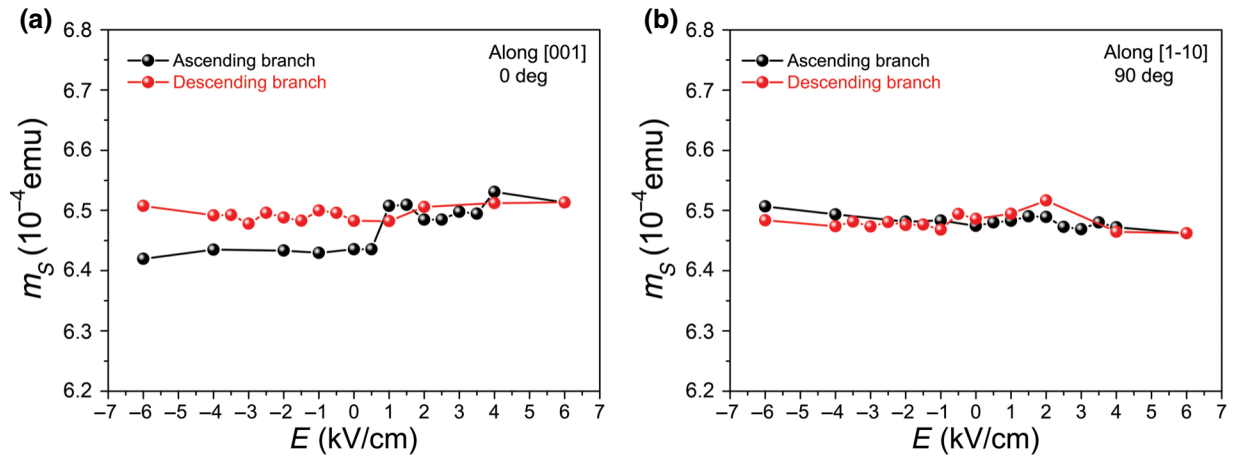 (a)
6.8
6.7
6.6
6.5
6.4
6.3
6.2
mS (10−4 emu)
Ascending branch
Descending branch
Along [001]
0 deg
−7 −6 −5 −4 −3 −2 −1 0 1 2 3 4 5 6 7
E (kV/cm)
(b)
6.8
6.7
6.6
6.5
6.4
6.3
6.2
mS (10−4 emu)
Ascending branch
Descending branch
Along [1-10]
90 deg
−7 −6 −5 −4 −3 −2 −1 0 1 2 3 4 5 6 7
E (kV/cm)